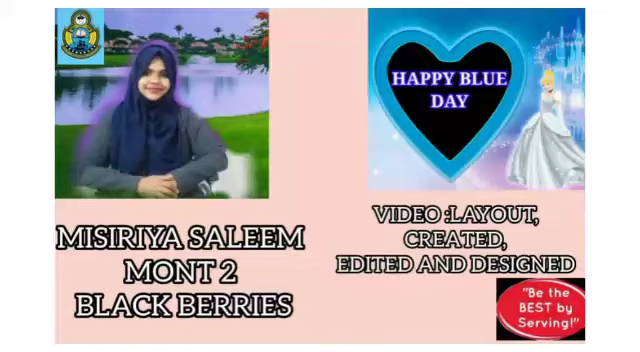 MISIRIYA SALEEM
MONT 2
BLACK BERRIES
HAPPY BLUE
DAY
VIDEO :LAYOUT,
CREATED,
EDITED AND DESIGNED
"Be the
BEST by
Serving!"